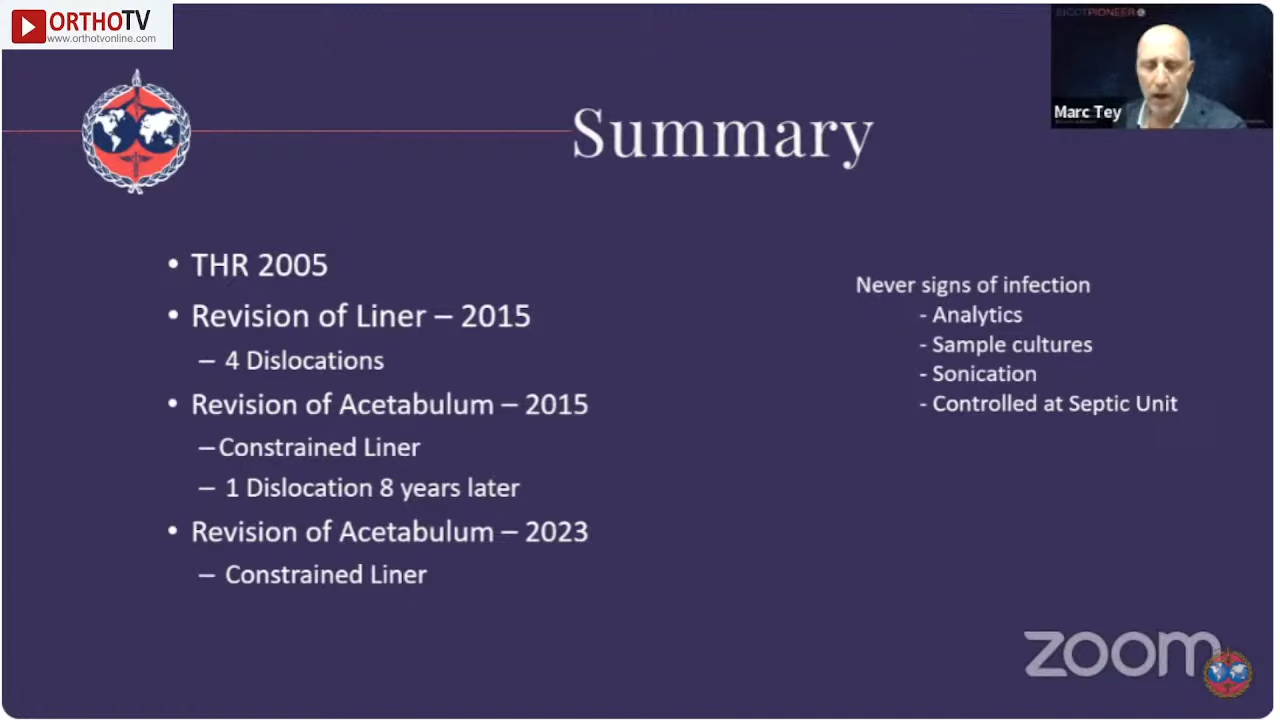 ORTHOTV
www.orthotvonline.com
Marc Tey
Summary
• THR 2005
• Revision of Liner – 2015
– 4 Dislocations
• Revision of Acetabulum – 2015
– Constrained Liner
– 1 Dislocation 8 years later
• Revision of Acetabulum – 2023
– Constrained Liner
Never signs of infection
- Analytics
- Sample cultures
- Sonication
- Controlled at Septic Unit
zoom